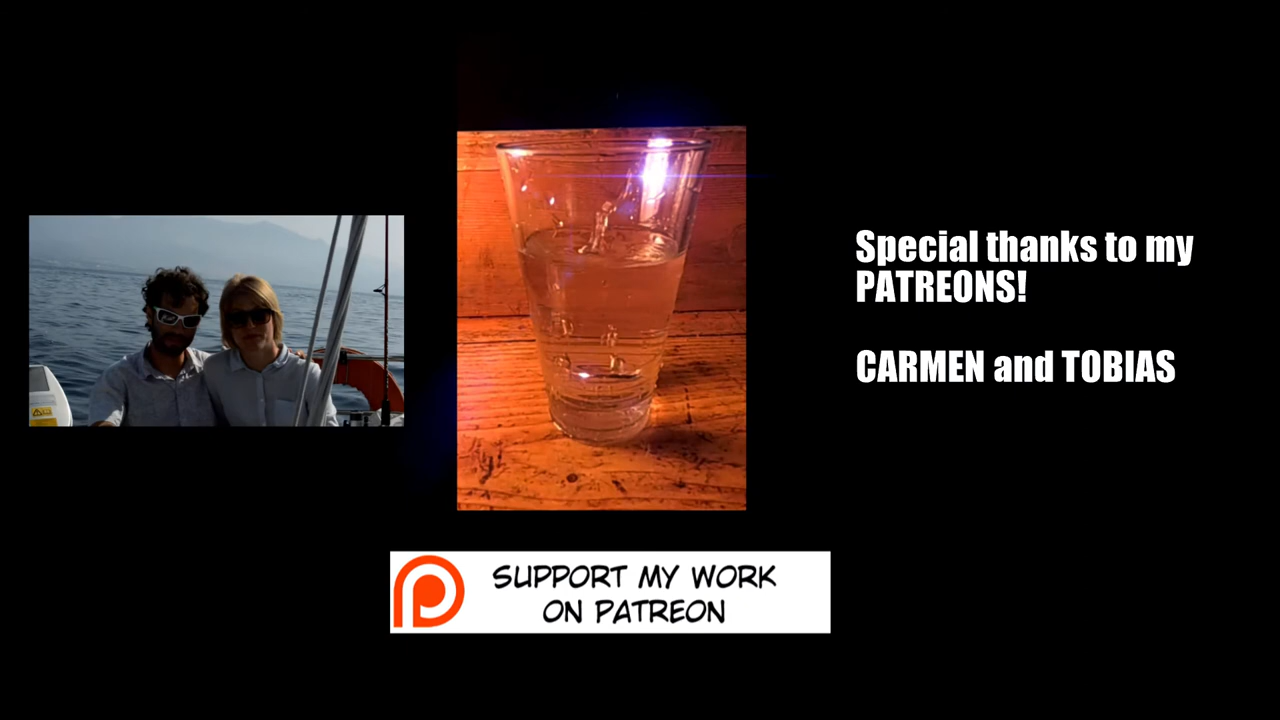 Special thanks to my
PATREONS!
CARMEN and TOBIAS
SUPPORT MY WORK
ON PATREON